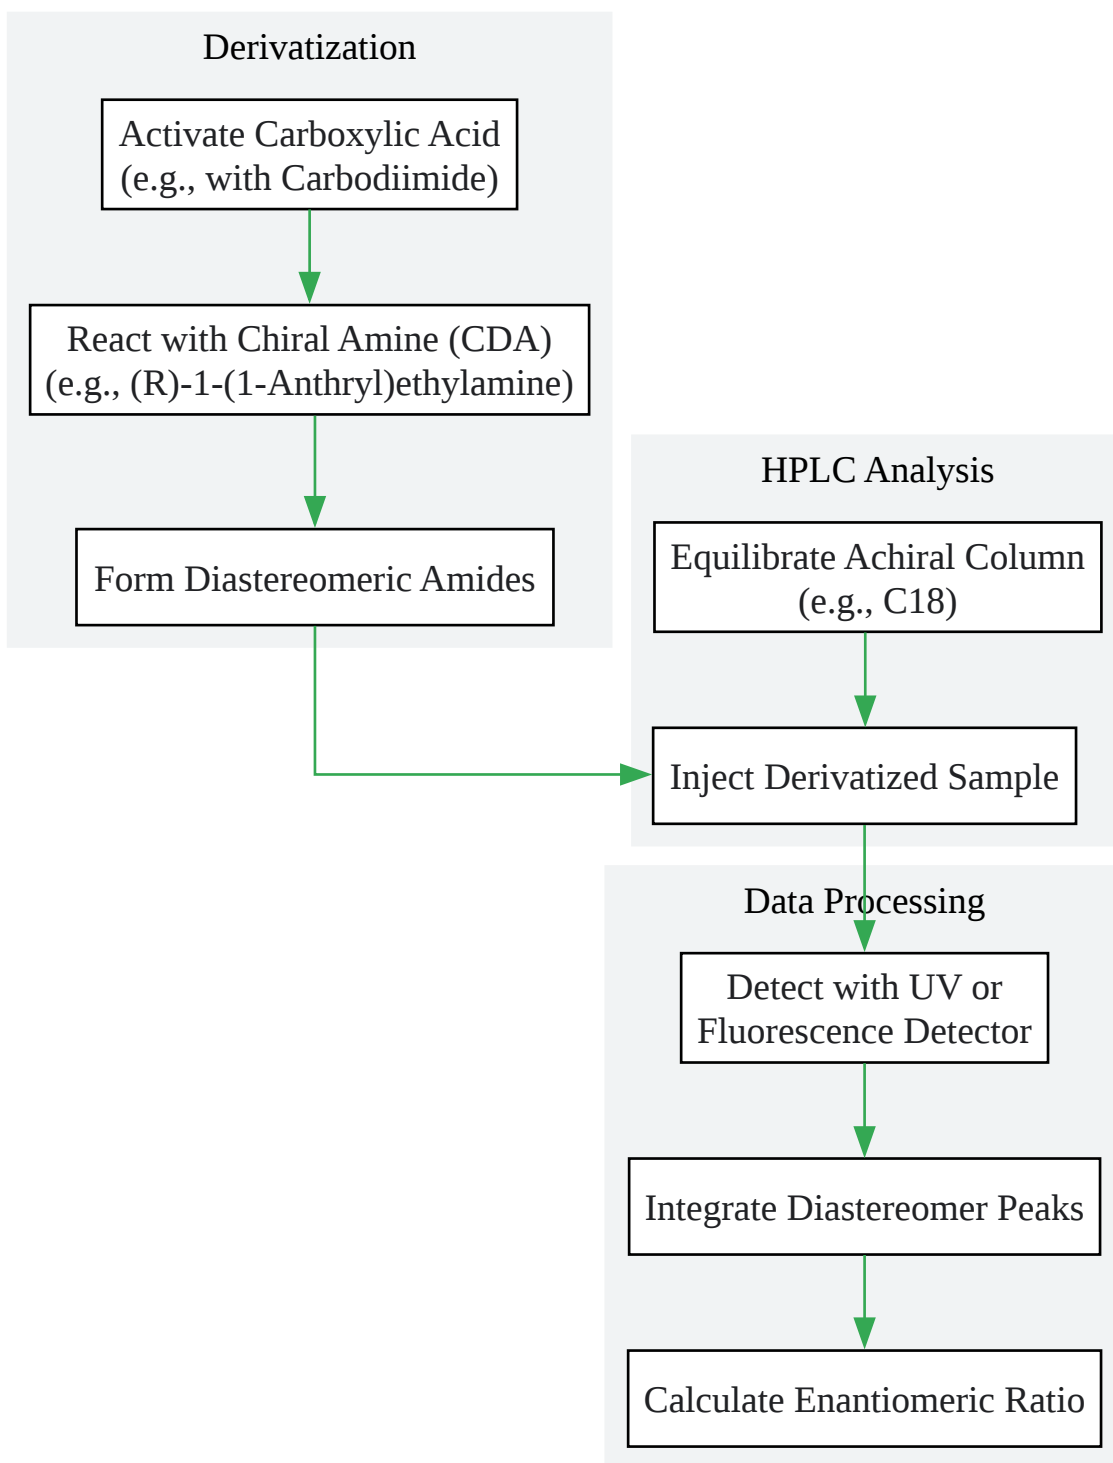 Derivatization
Activate Carboxylic Acid
(e.g., with Carbodiimide)
React with Chiral Amine (CDA)
(e.g., (R)-1-(1-Anthryl)ethylamine)
Form Diastereomeric Amides
HPLC Analysis
Equilibrate Achiral Column
(e.g., C18)
Inject Derivatized Sample
Data Processing
Detect with UV or
Fluorescence Detector
Integrate Diastereomer Peaks
Calculate Enantiomeric Ratio